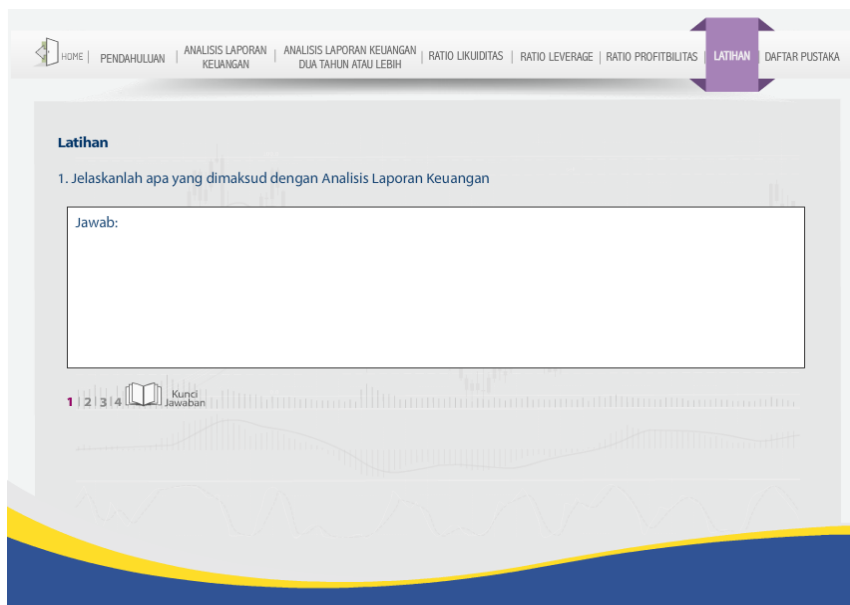 HOME | PENDAHULUAN | ANALISIS LAPORAN KEUANGAN | ANALISIS LAPORAN KEUANGAN DUA TAHUN ATAU LEBIH | RATIO LIKUIDITAS | RATIO LEVERAGE | RATIO PROFITBILITAS | LATIHAN | DAFTAR PUSTAKA
Latihan
1. Jelaskanlah apa yang dimaksud dengan Analisis Laporan Keuangan
Jawab:
1 | 2 | 3 | 4 Kunci Jawaban